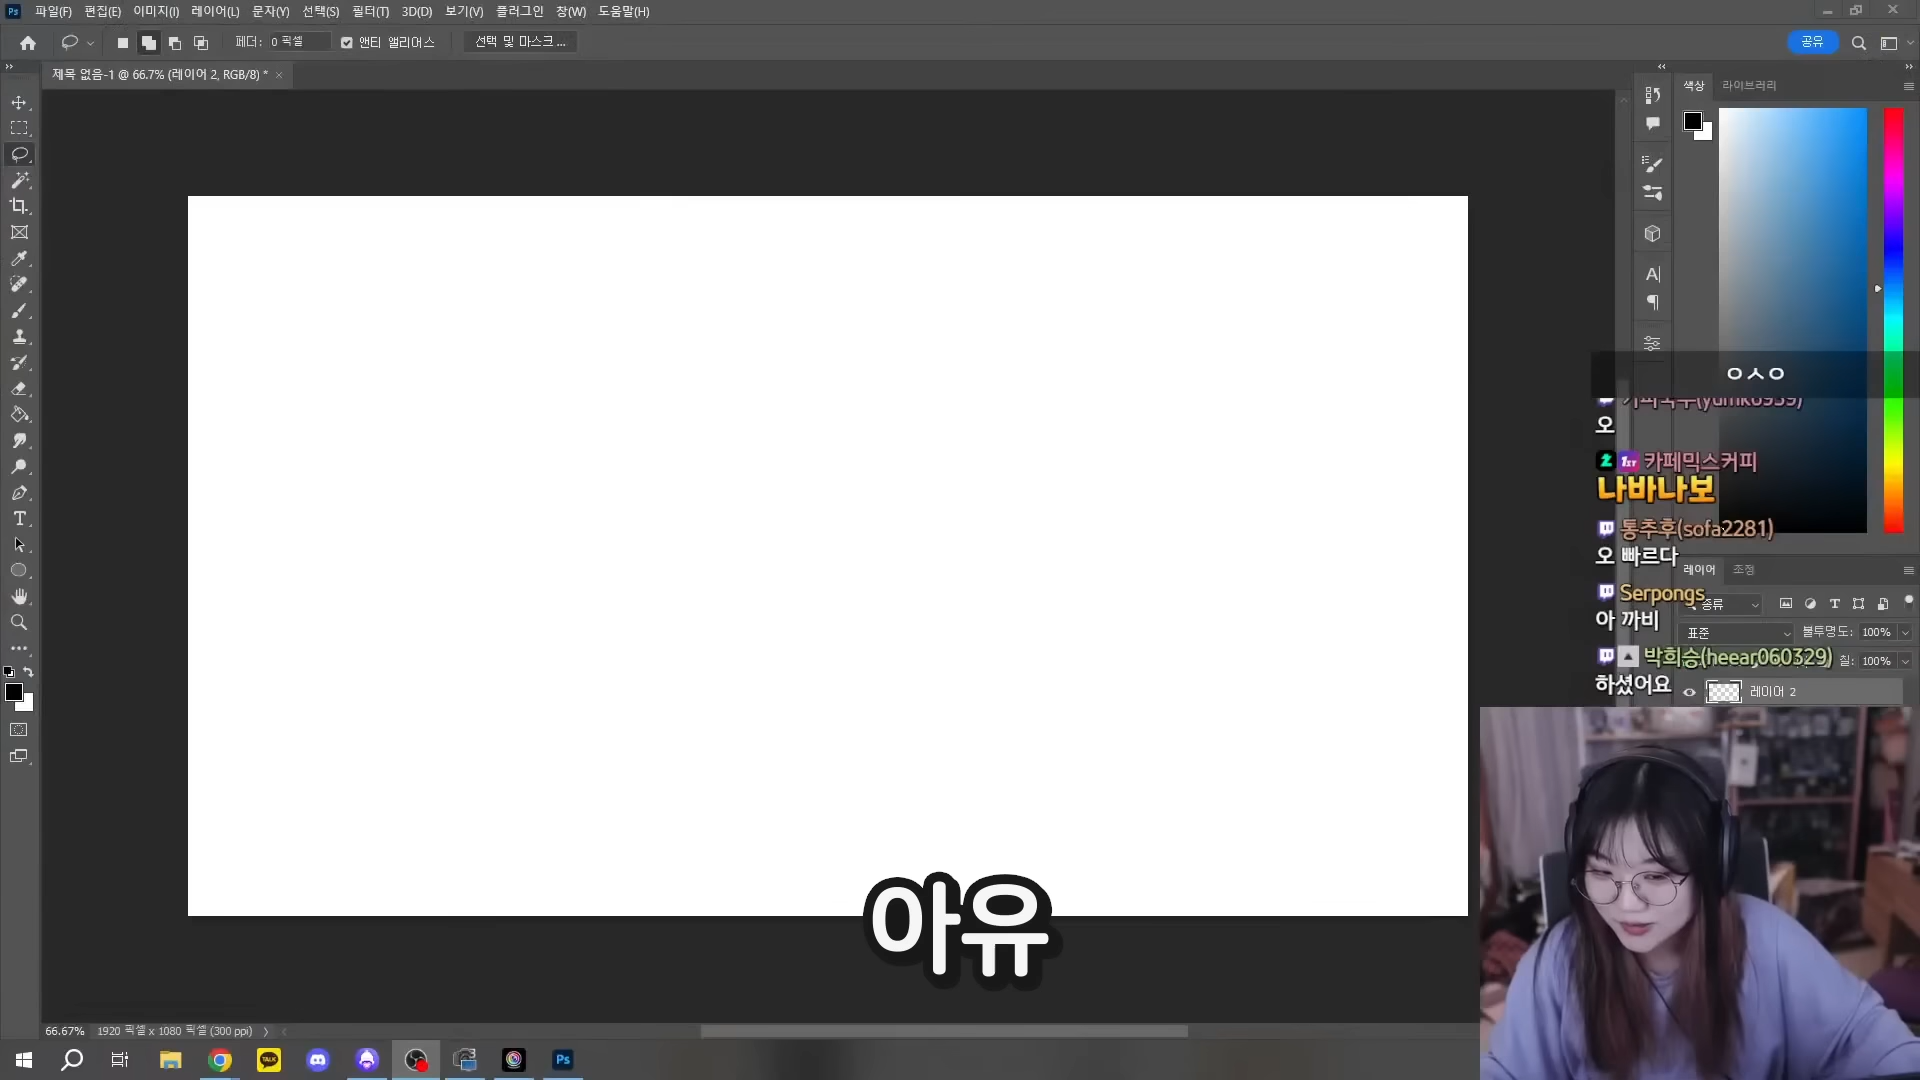 Ps 파일(F) 편집(E) 이미지(I) 레이어(L) 문자(Y) 선택(S) 필터(T) 3D(D) 보기(V) 플러그인 창(W) 도움말(H)
페더: 0 픽셀 앤티 앨리어스 선택 및 마스크... 공유
제목 없음-1 @ 66.7% (레이어 2, RGB/8) * ×
색상 라이브러리
ㅇㅅㅇ
오
카페믹스커피
나바나보
통추후(sofa2281)
오 빠르다
레이어 조정
Serpongs
종류
아 까비
표준 불투명도: 100%
박희승(heear060329)
칠: 100%
하셨어요
레이어 2
아유
66.67% 1920 픽셀 x 1080 픽셀 (300 ppi)
TALK
Ps